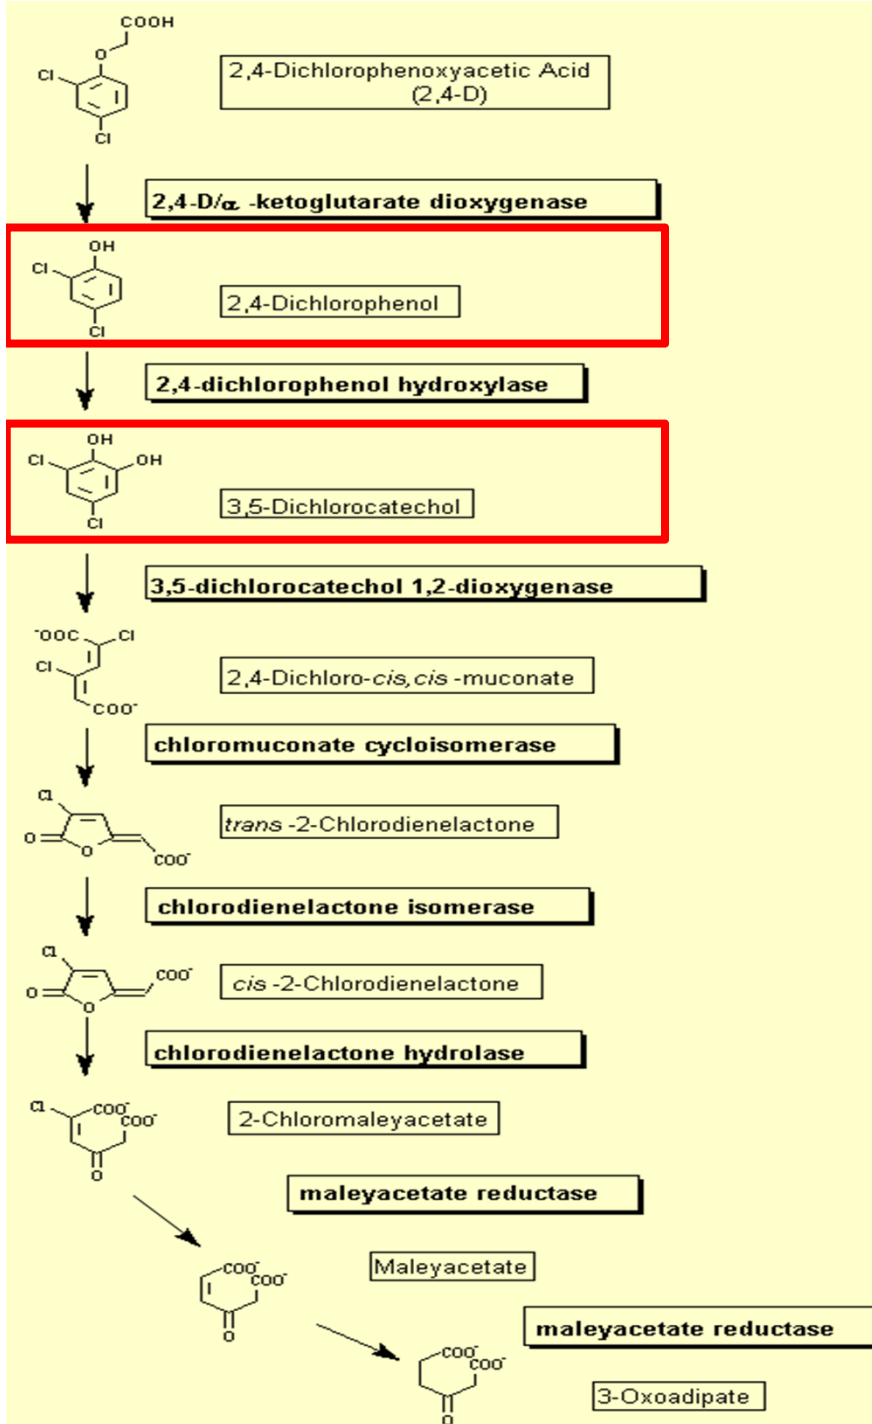 COOH
O
Cl
Cl
2,4-Dichlorophenoxyacetic Acid
(2,4-D)
2,4-D/α -ketoglutarate dioxygenase
OH
Cl
Cl
2,4-Dichlorophenol
2,4-dichlorophenol hydroxylase
OH
Cl
OH
Cl
3,5-Dichlorocatechol
3,5-dichlorocatechol 1,2-dioxygenase
-OOC
Cl
Cl
COO-
2,4-Dichloro-cis,cis -muconate
chloromuconate cycloisomerase
Cl
O
O
COO-
trans -2-Chlorodienelactone
chlorodienelactone isomerase
Cl
COO-
O
O
cis -2-Chlorodienelactone
chlorodienelactone hydrolase
Cl
COO-
COO-
O
2-Chloromaleyacetate
maleyacetate reductase
COO-
COO-
O
Maleyacetate
maleyacetate reductase
COO-
COO-
O
3-Oxoadipate